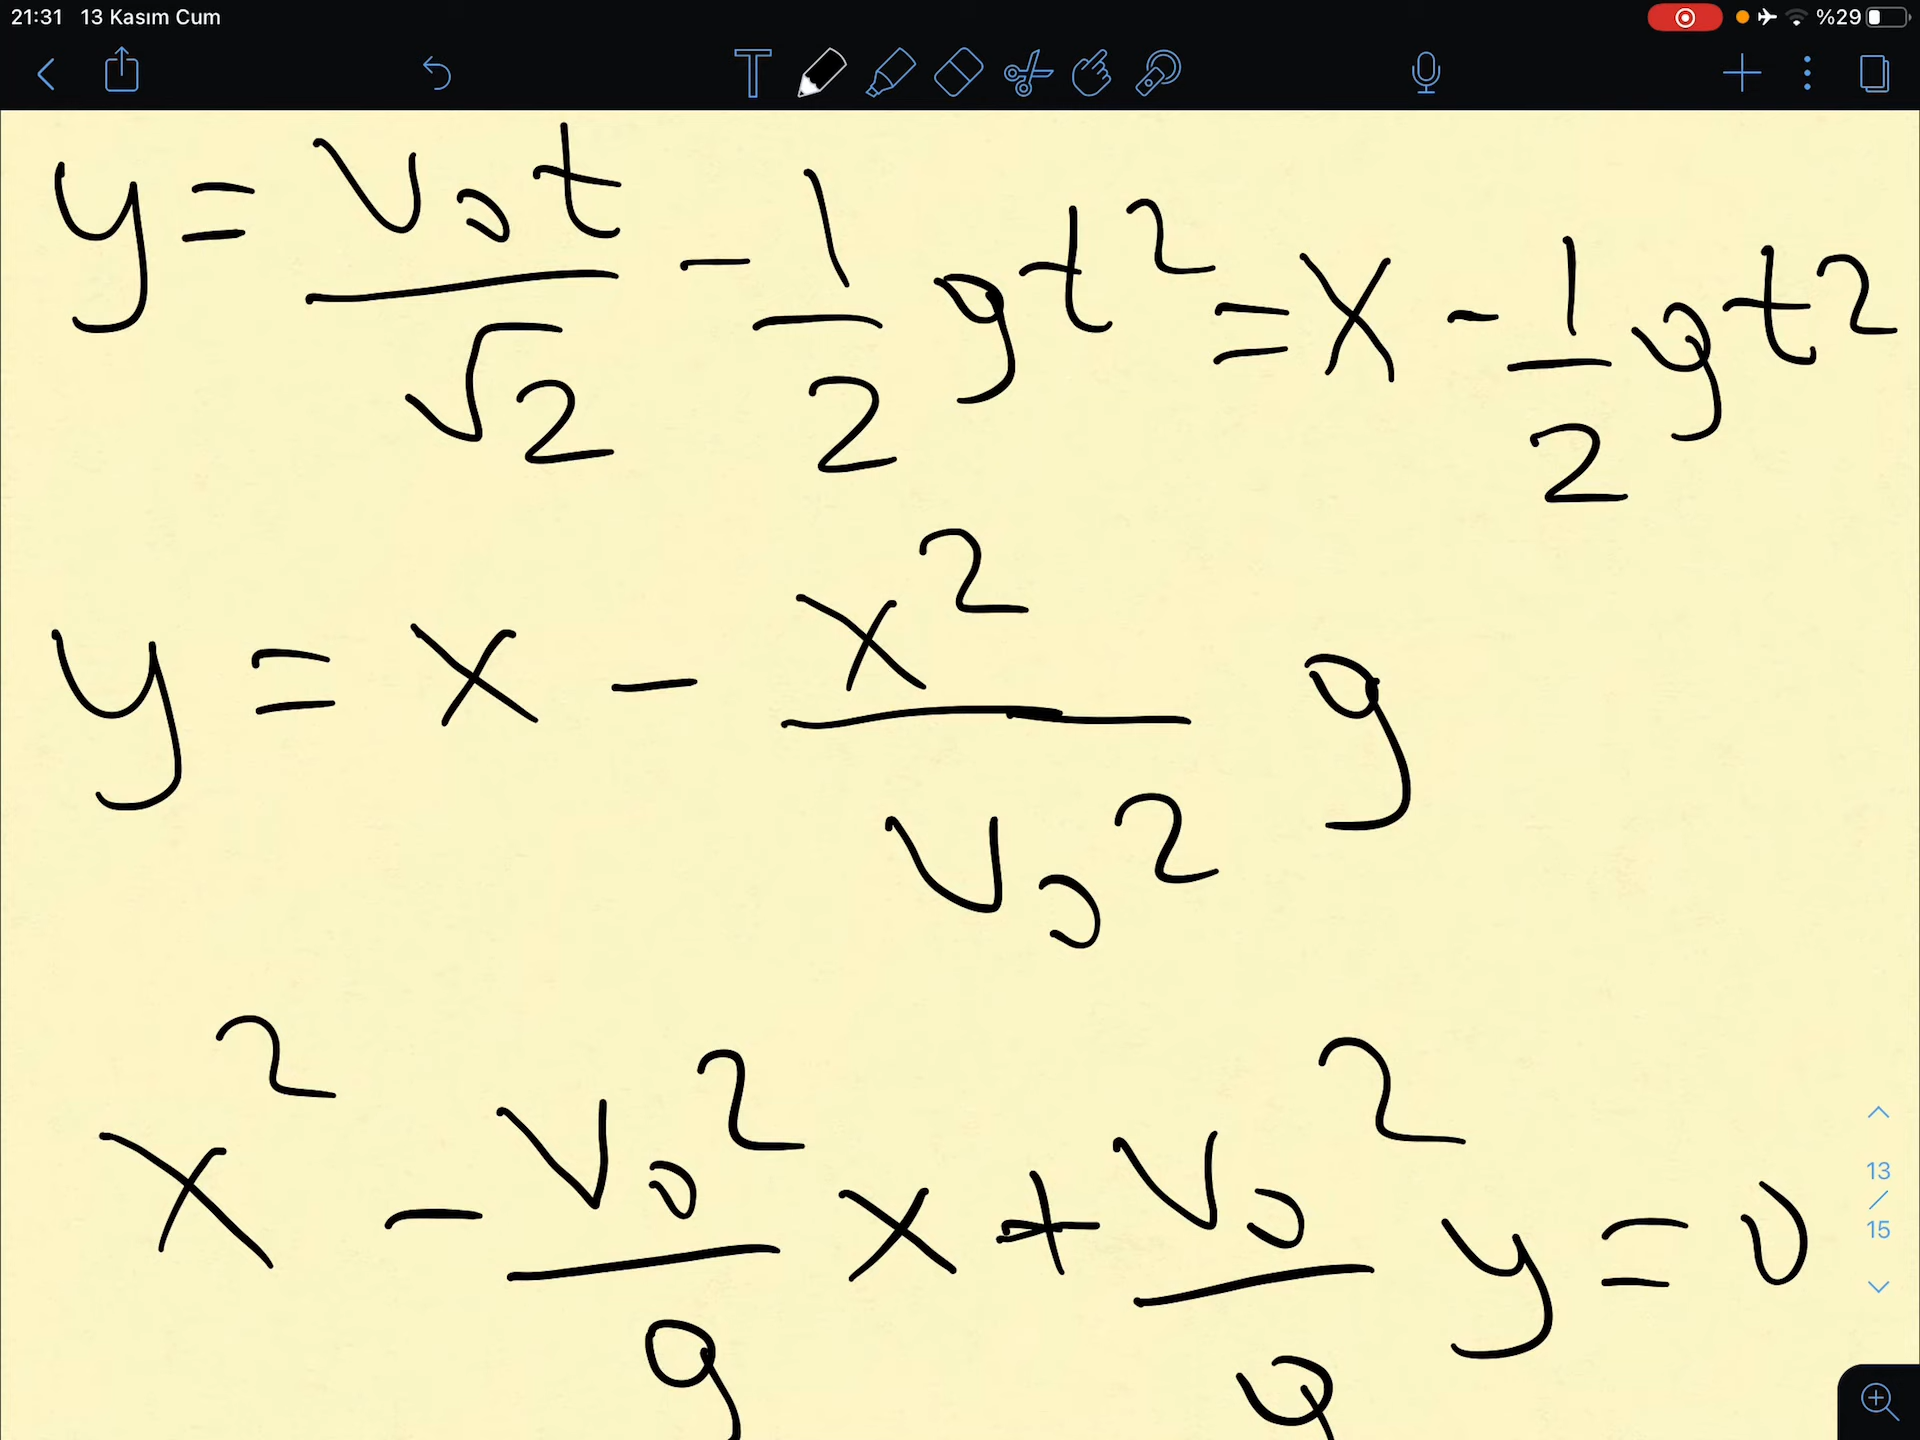 21:31 13 Kasım Cum %29
T
y = v₀t/√2 - 1/2 gt² = x - 1/2 gt²
y = x - x²/v₀² g
x² - v₀²/g x + v₀²/g y = 0
13
/
15